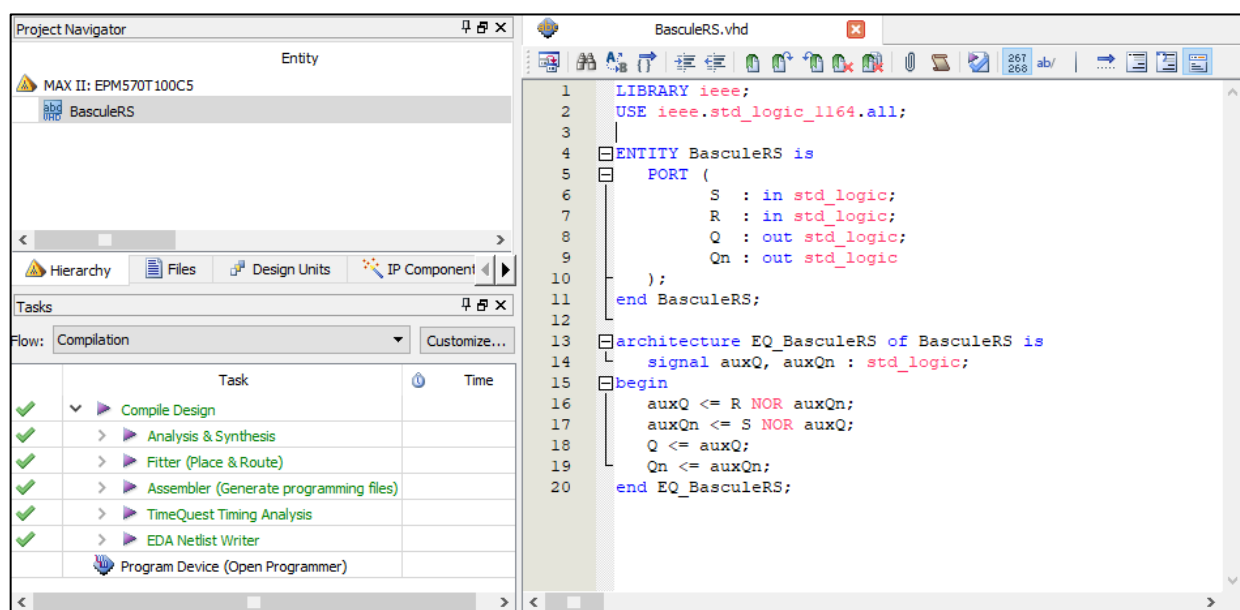 Project Navigator
Entity
MAX II: EPM570T100C5
abd
VHD
BasculeRS
Hierarchy Files Design Units IP Component
Tasks
Flow: Compilation Customize...
Task Time
Compile Design
Analysis & Synthesis
Fitter (Place & Route)
Assembler (Generate programming files)
TimeQuest Timing Analysis
EDA Netlist Writer
Program Device (Open Programmer)
BasculeRS.vhd
267
268
ab/
1 LIBRARY ieee;
2 USE ieee.std_logic_1164.all;
3
4 ENTITY BasculeRS is
5 PORT (
6 S : in std_logic;
7 R : in std_logic;
8 Q : out std_logic;
9 Qn : out std_logic
10 );
11 end BasculeRS;
12
13 architecture EQ_BasculeRS of BasculeRS is
14 signal auxQ, auxQn : std_logic;
15 begin
16 auxQ <= R NOR auxQn;
17 auxQn <= S NOR auxQ;
18 Q <= auxQ;
19 Qn <= auxQn;
20 end EQ_BasculeRS;